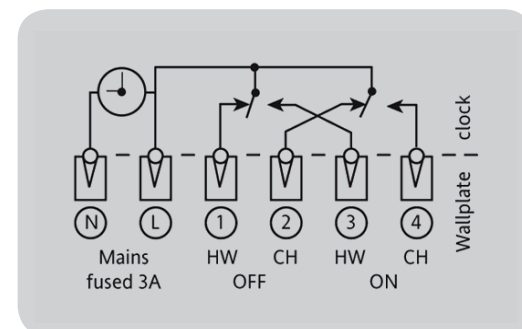 clock
Wallplate
N L 1 2 3 4
Mains HW CH HW CH
fused 3A OFF ON